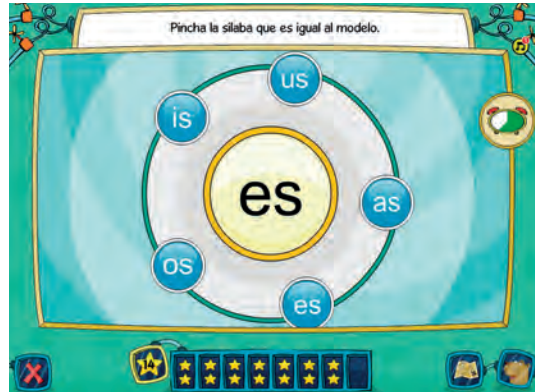 Pincha la sílaba que es igual al modelo.
us
is
es
as
os
es
14